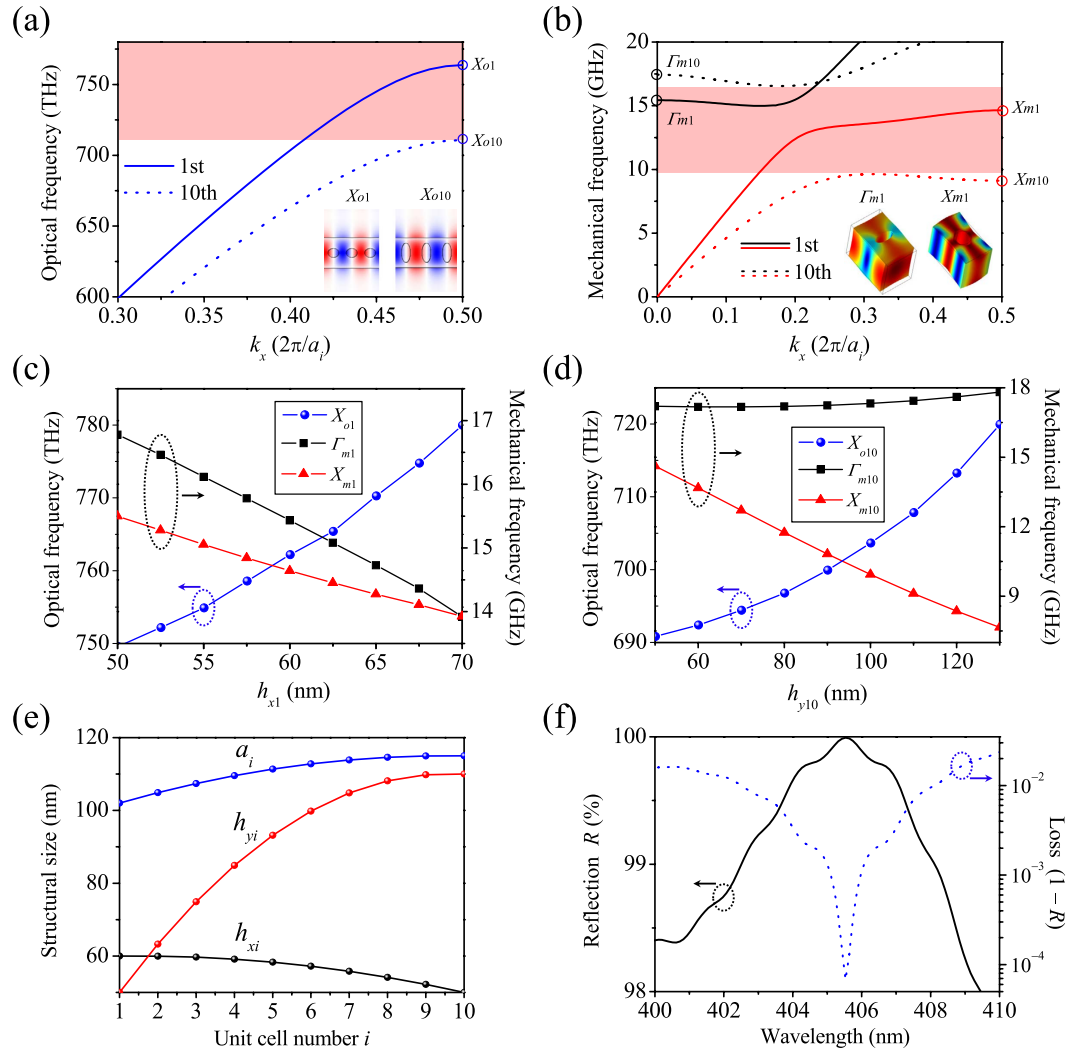 (a)
Optical frequency (THz)
750
700
650
600
0.30
0.35
0.40
0.45
0.50
k_x (2π/a_i)
1st
10th
X_o1
X_o10
X_o1
X_o10
(b)
Mechanical frequency (GHz)
20
15
10
5
0
0.0
0.1
0.2
0.3
0.4
0.5
k_x (2π/a_i)
Γ_m10
Γ_m1
X_m1
X_m10
Γ_m1
X_m1
1st
10th
(c)
Optical frequency (THz)
780
770
760
750
50
55
60
65
70
h_x1 (nm)
X_o1
Γ_m1
X_m1
17
16
15
14
Mechanical frequency
(GHz)
(d)
Optical frequency (THz)
720
710
700
690
60
80
100
120
h_y10 (nm)
X_o10
Γ_m10
X_m10
18
15
12
9
Mechanical frequency
(GHz)
(e)
Structural size (nm)
120
100
80
60
1
2
3
4
5
6
7
8
9
10
Unit cell number i
a_i
h_yi
h_xi
(f)
Reflection R (%)
100
99
98
400
402
404
406
408
410
Wavelength (nm)
10⁻²
10⁻³
10⁻⁴
Loss (1 − R)